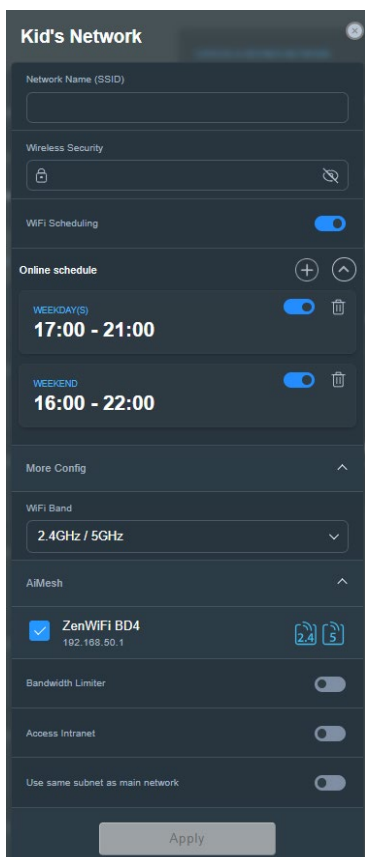 Kid's Network
Network Name (SSID)
Wireless Security
WiFi Scheduling
Online schedule
WEEKDAY(S)
17:00 - 21:00
WEEKEND
16:00 - 22:00
More Config
WiFi Band
2.4GHz / 5GHz
AiMesh
ZenWiFi BD4
192.168.50.1
2.4 5
Bandwidth Limiter
Access Intranet
Use same subnet as main network
Apply